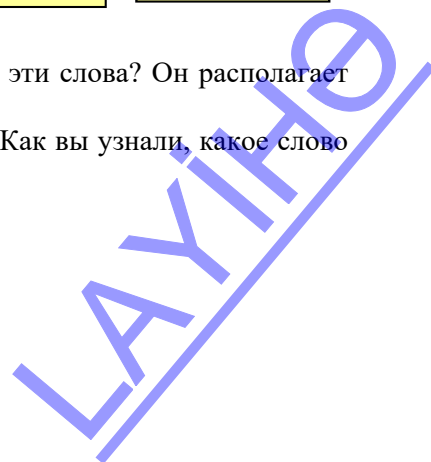 эти слова? Он располагает
Как вы узнали, какое слово
LAYİHƏ